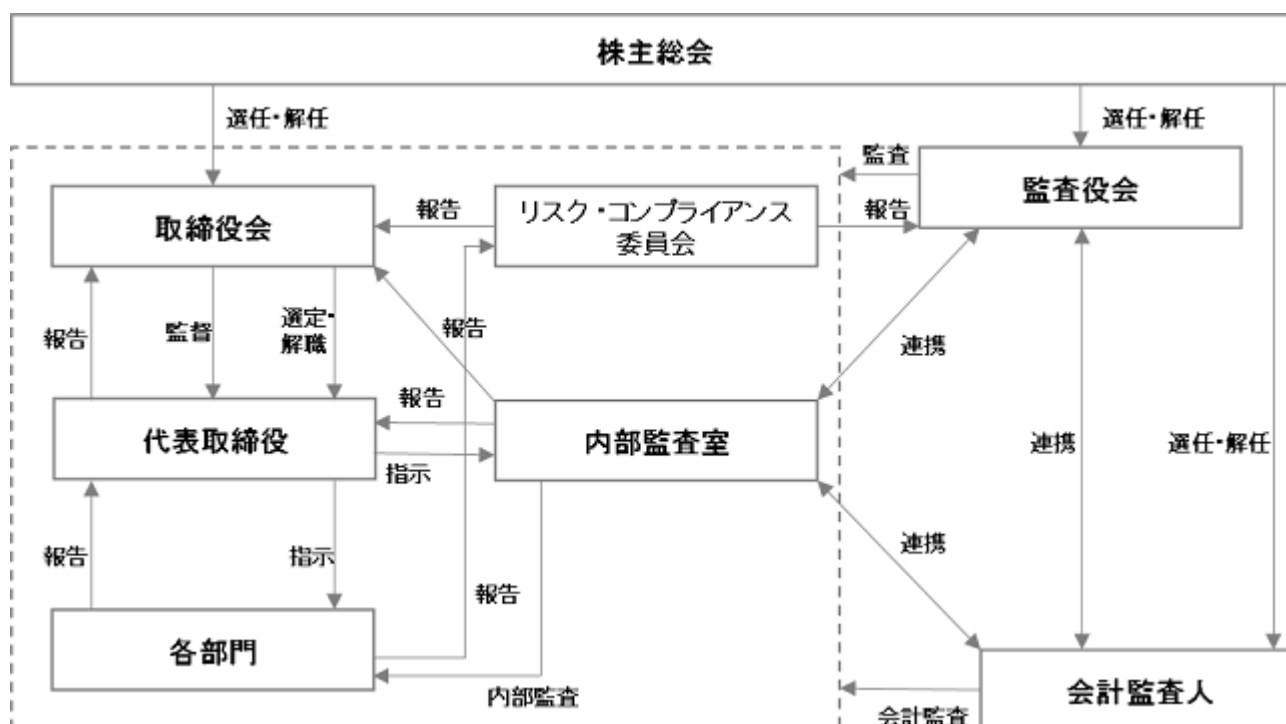 株主総会
選任・解任
選任・解任
監査
監査役会
取締役会
報告
リスク・コンプライアンス
委員会
報告
報告
監督
選定・
解職
報告
連携
代表取締役
報告
指示
内部監査室
連携
選任・解任
報告
指示
連携
報告
各部門
内部監査
会計監査人
会計監査